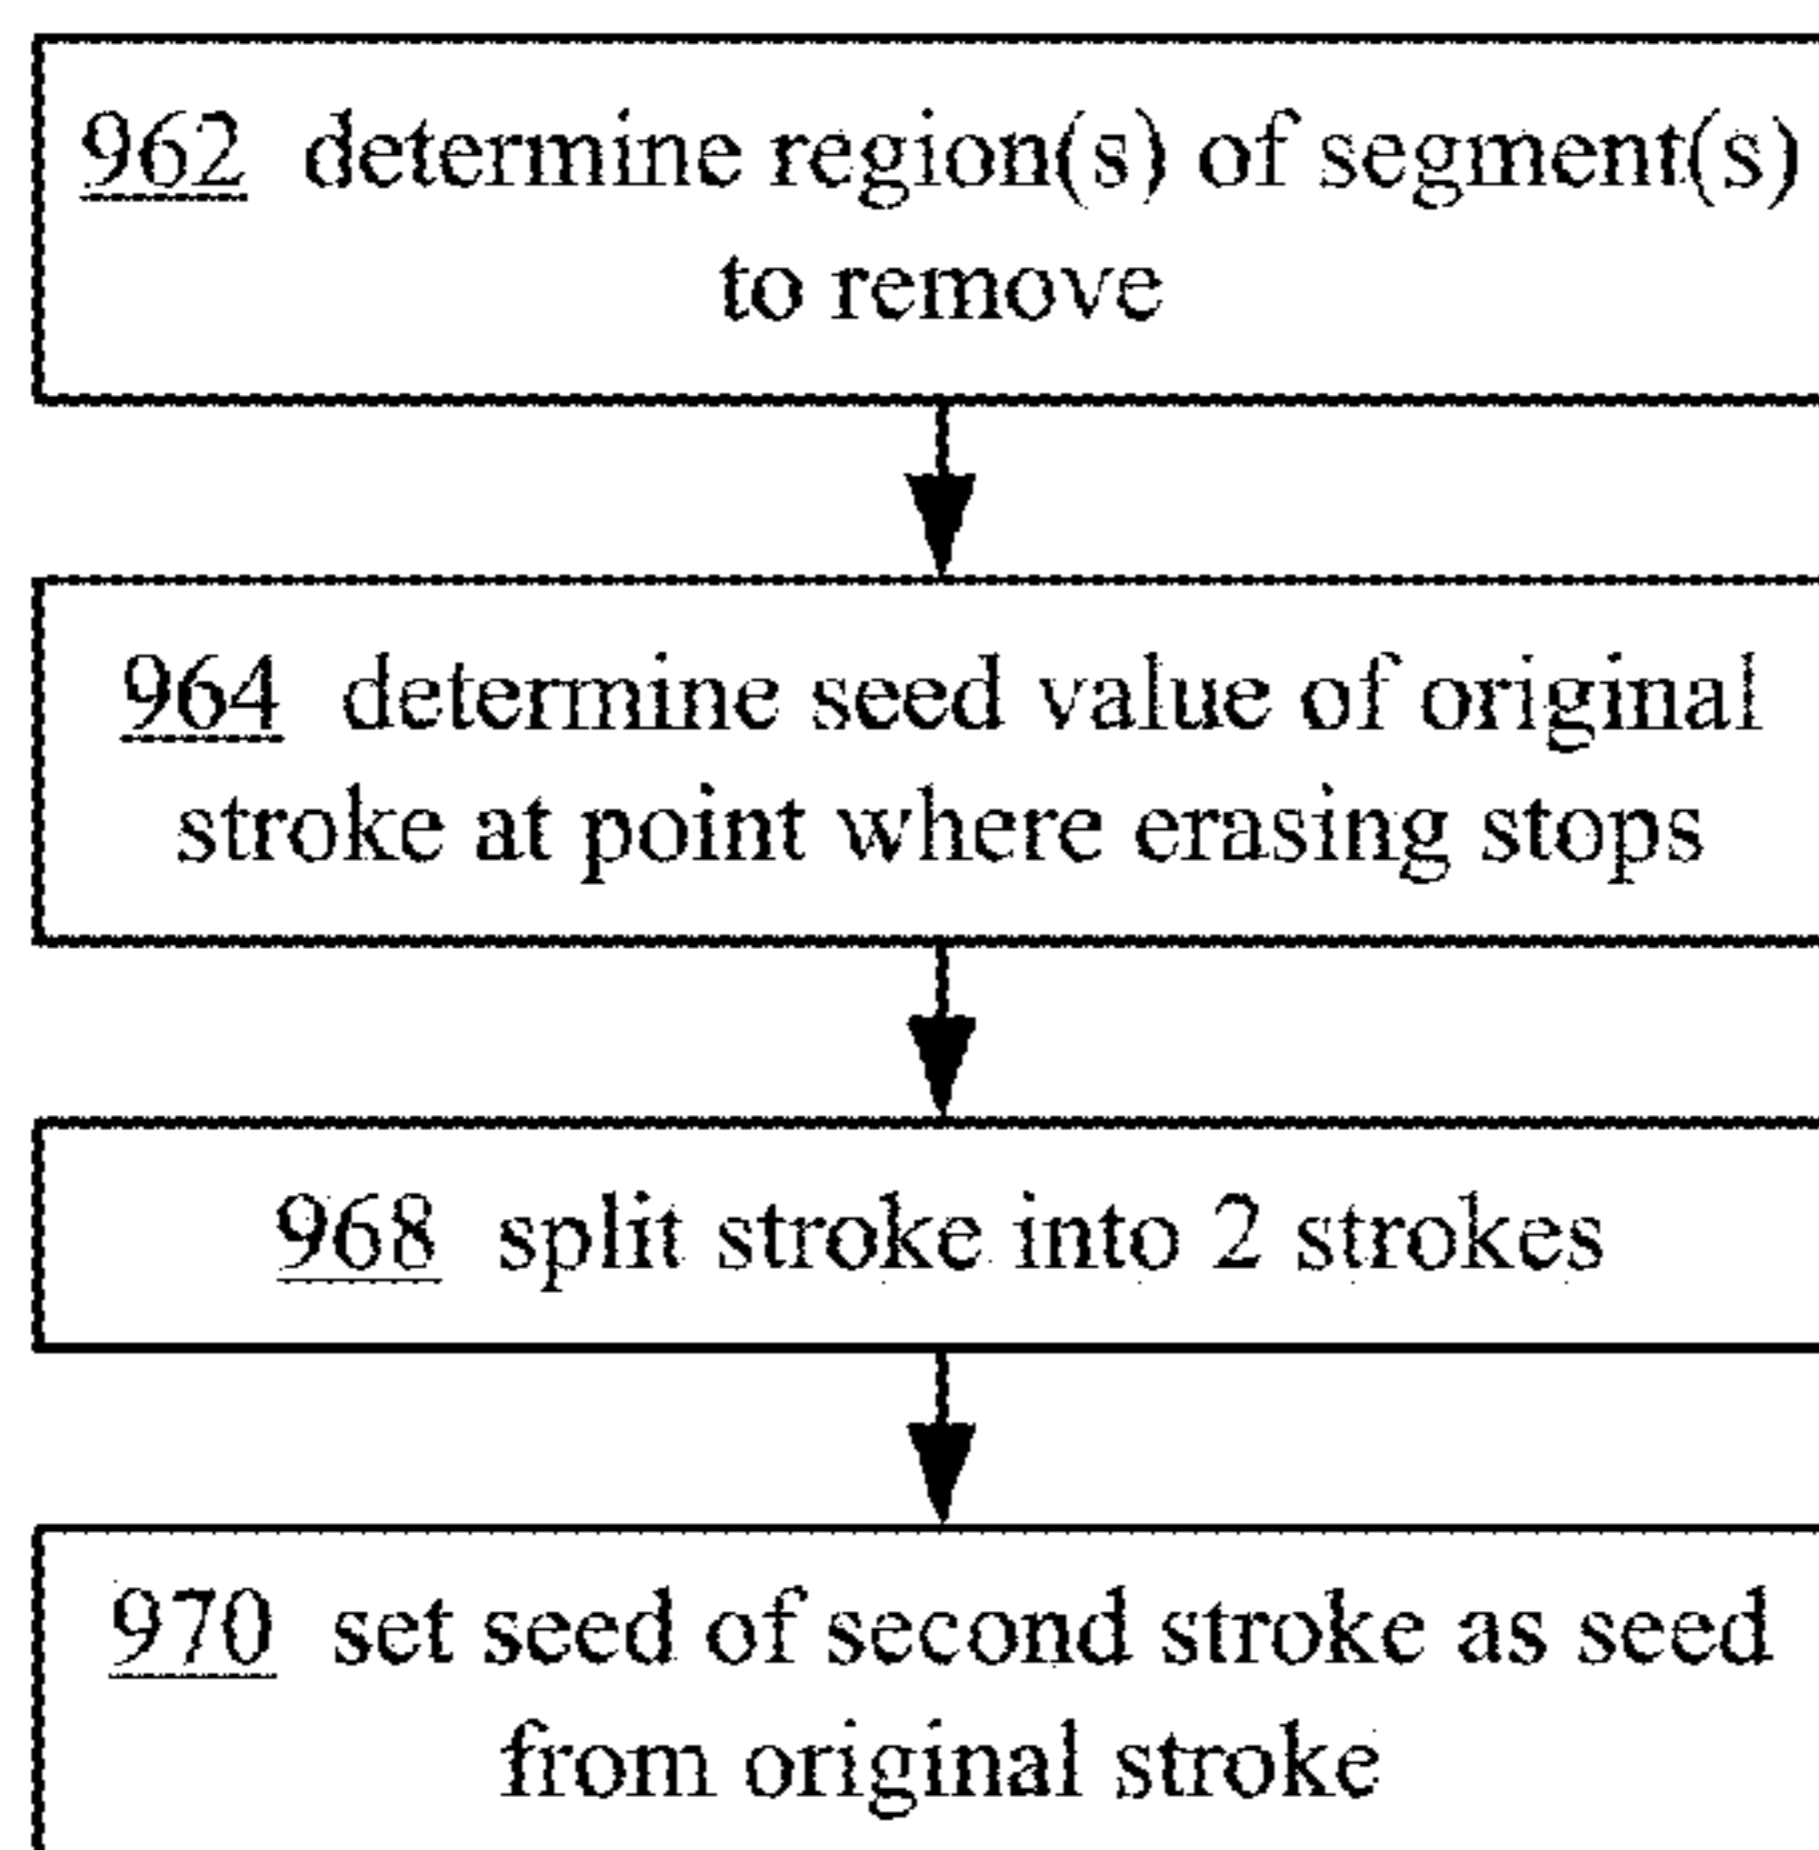 962 determine region(s) of segment(s)
to remove
964 determine seed value of original
stroke at point where erasing stops
968 split stroke into 2 strokes
970 set seed of second stroke as seed
from original stroke